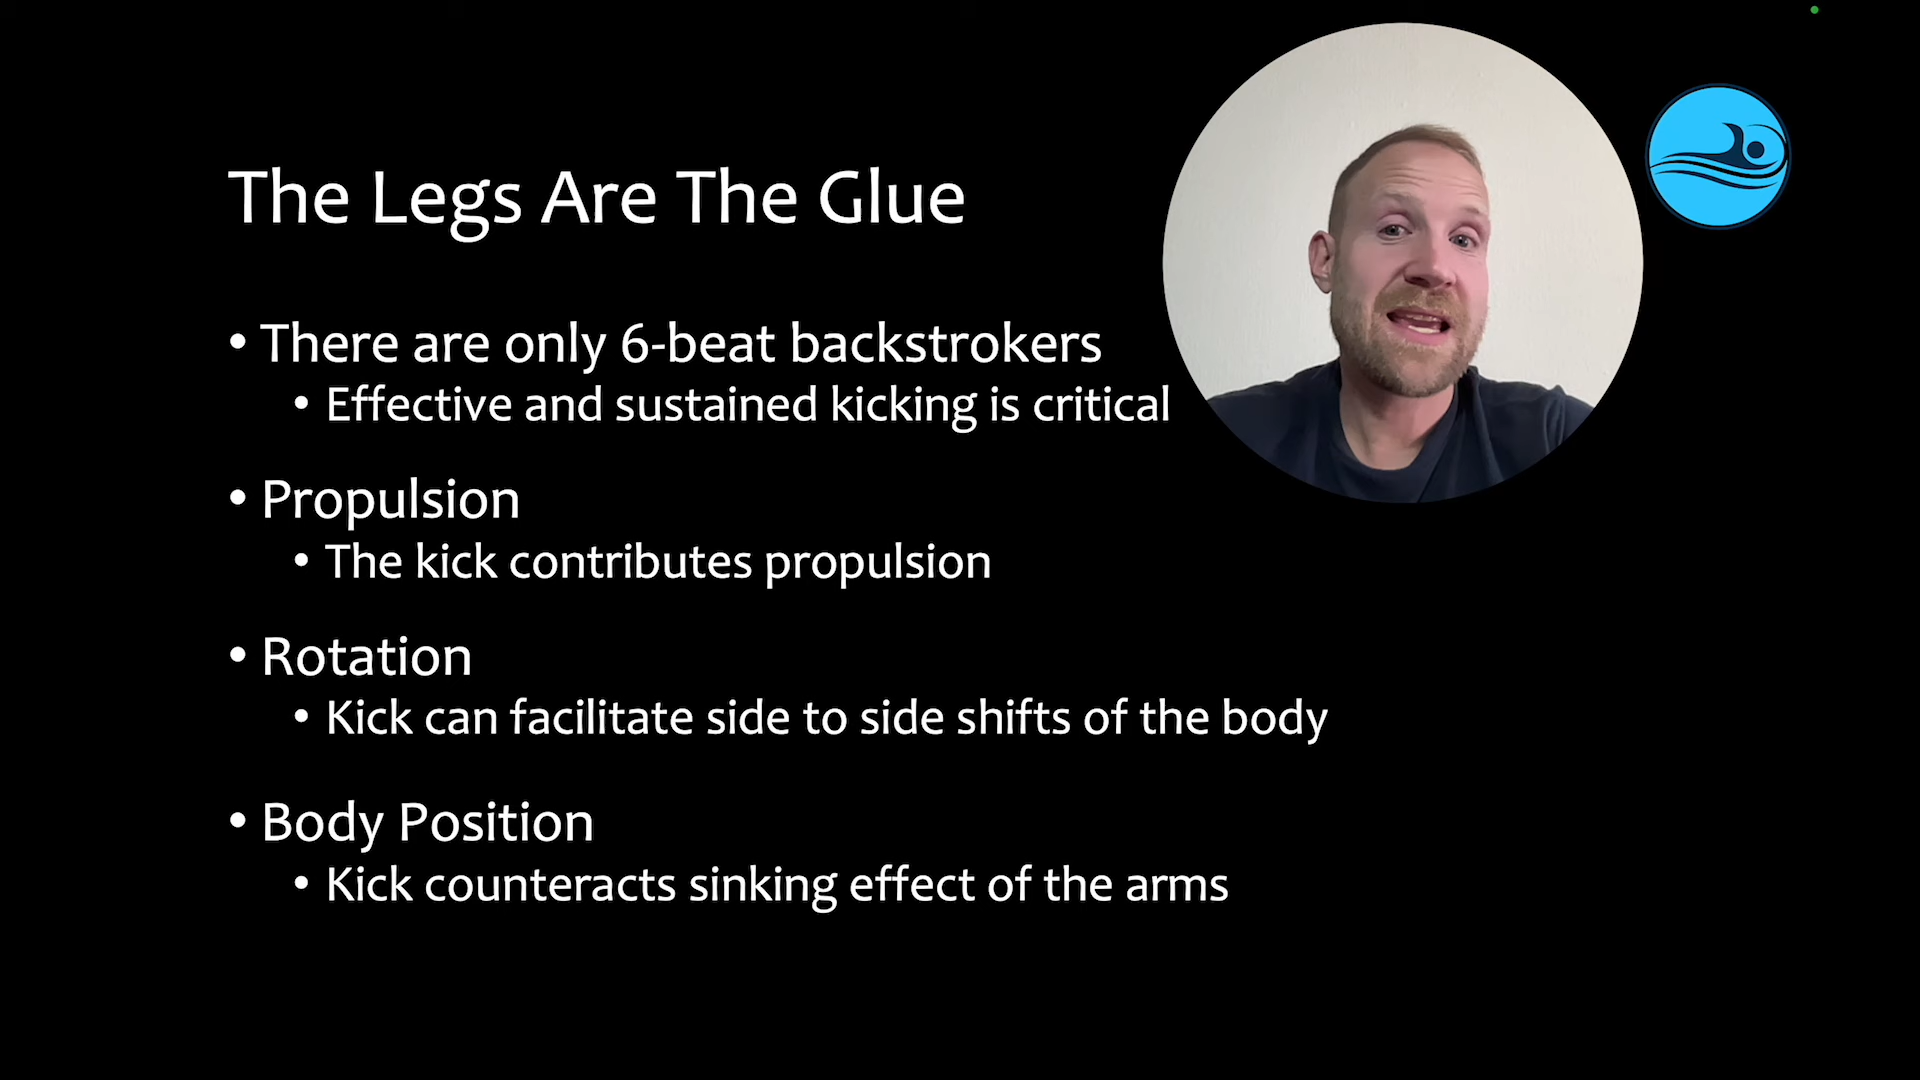 The Legs Are The Glue
• There are only 6-beat backstrokers
• Effective and sustained kicking is critical
• Propulsion
• The kick contributes propulsion
• Rotation
• Kick can facilitate side to side shifts of the body
• Body Position
• Kick counteracts sinking effect of the arms